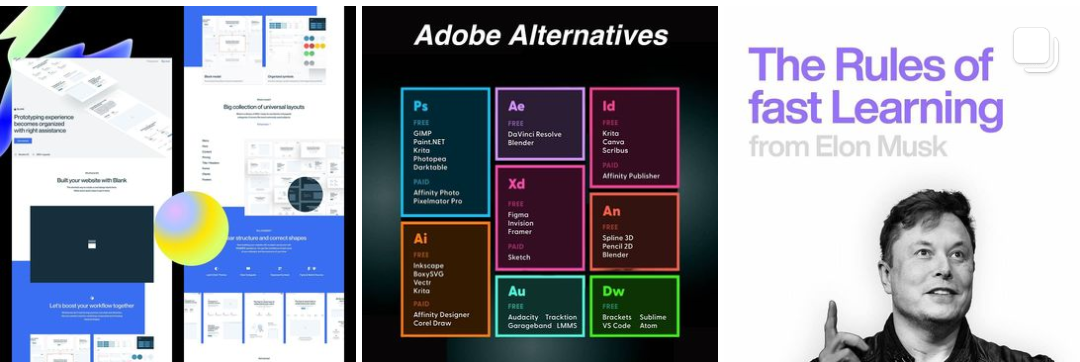 Prototyping experience
becomes organized
with right assistance
Built your website with Blank
Let's boost your workflow together
Big collection of universal layouts
structure and correct shapes
Adobe Alternatives
Ps
FREE
GIMP
Paint.NET
Krita
Photopea
Darktable
PAID
Affinity Photo
Pixelmator Pro
Ai
FREE
Inkscape
BoxySVG
Vectr
Krita
PAID
Affinity Designer
Corel Draw
Ae
FREE
DaVinci Resolve
Blender
Xd
FREE
Figma
Invision
Framer
PAID
Sketch
Au
FREE
Audacity Tracktion
Garageband LMMS
Id
FREE
Krita
Canva
Scribus
PAID
Affinity Publisher
An
FREE
Spline 3D
Pencil 2D
Blender
Dw
FREE
Brackets Sublime
VS Code Atom
The Rules of
fast Learning
from Elon Musk